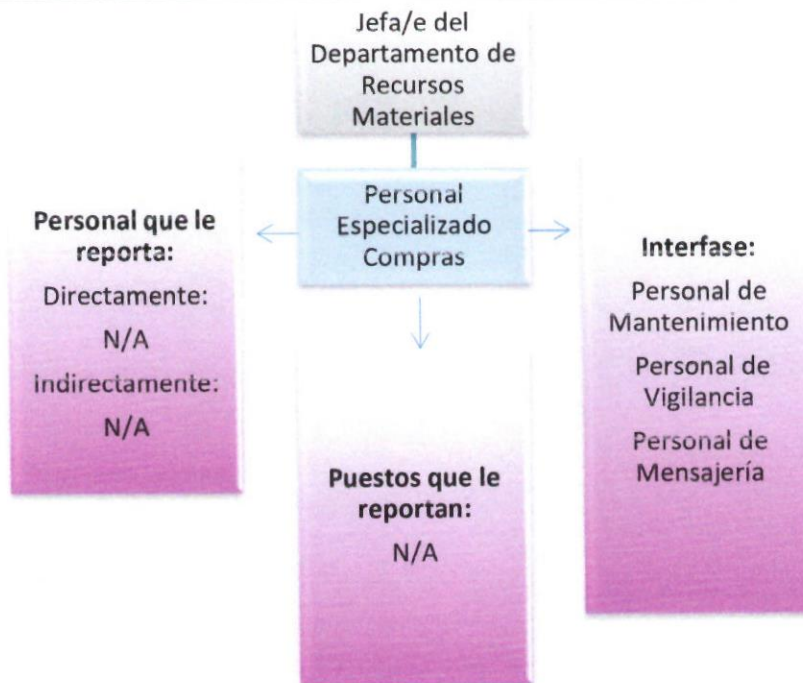 Jefa/e del
Departamento de
Recursos
Materiales
Personal
Especializado
Compras
Personal que le
reporta:
Directamente:
N/A
indirectamente:
N/A
Puestos que le
reportan:
N/A
Interfase:
Personal de
Mantenimiento
Personal de
Vigilancia
Personal de
Mensajería